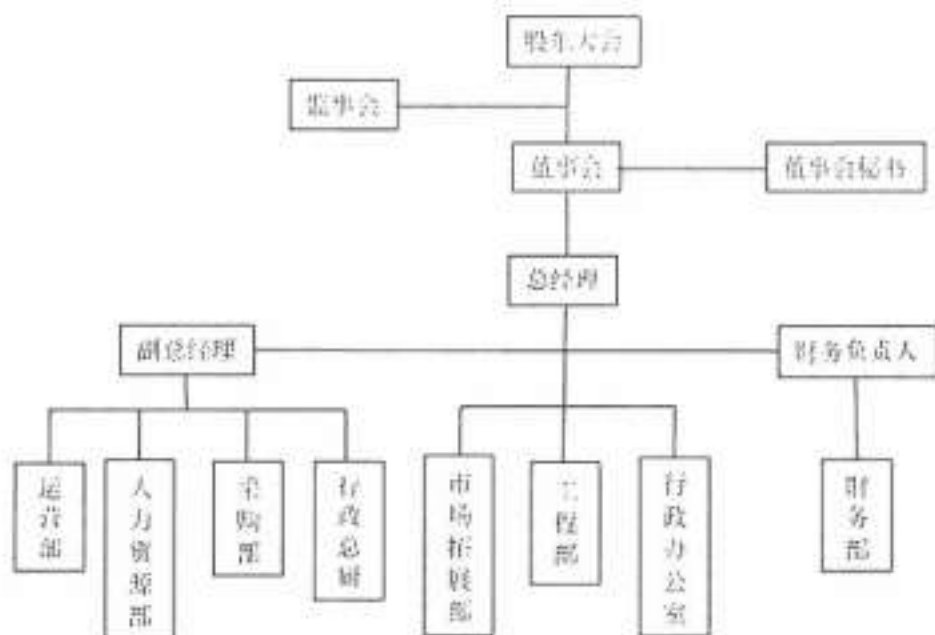 股东大会
监事会
董事会
董事会秘书
总经理
副总经理
财务负责人
运营部
人力资源部
采购部
行政总厨
市场拓展部
工程部
行政办公室
财务部